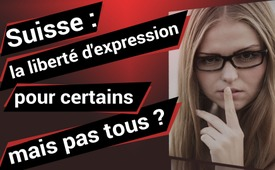 Suisse :
la liberté d'expression
pour certains
mais pas tous ?